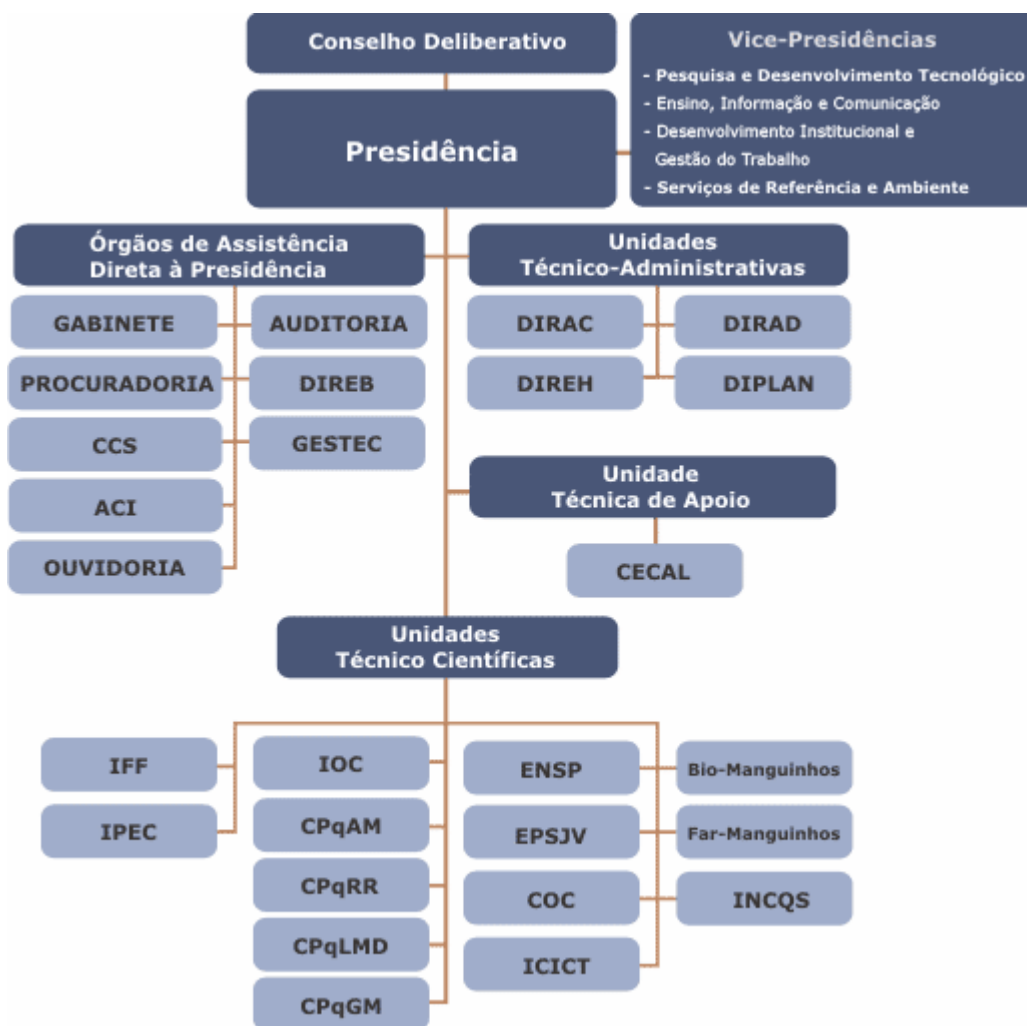 Conselho Deliberativo
Presidência
Vice-Presidências
- Pesquisa e Desenvolvimento Tecnológico
- Ensino, Informação e Comunicação
- Desenvolvimento Institucional e
Gestão do Trabalho
- Serviços de Referência e Ambiente
Órgãos de Assistência
Direta à Presidência
GABINETE
AUDITORIA
PROCURADORIA
DIREB
CCS
GESTEC
ACI
OUVIDORIA
Unidades
Técnico-Administrativas
DIRAC
DIRAD
DIREH
DIPLAN
Unidade
Técnica de Apoio
CECAL
Unidades
Técnico Científicas
IFF
IPEC
IOC
CPqAM
CPqRR
CPqLMD
CPqGM
ENSP
EPSJV
COC
ICICT
Bio-Manguinhos
Far-Manguinhos
INCQS